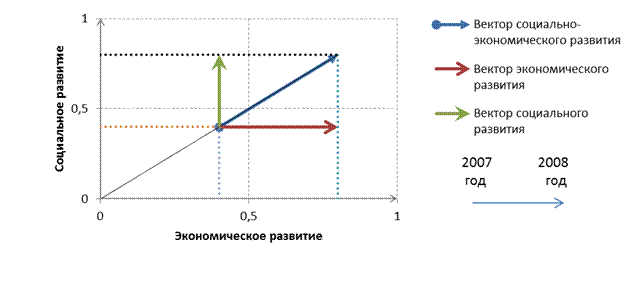 1
0,5
0
Социальное развитие
0
0,5
1
Экономическое развитие
Вектор социально-
экономического развития
Вектор экономического
развития
Вектор социального
развития
2007
год
2008
год